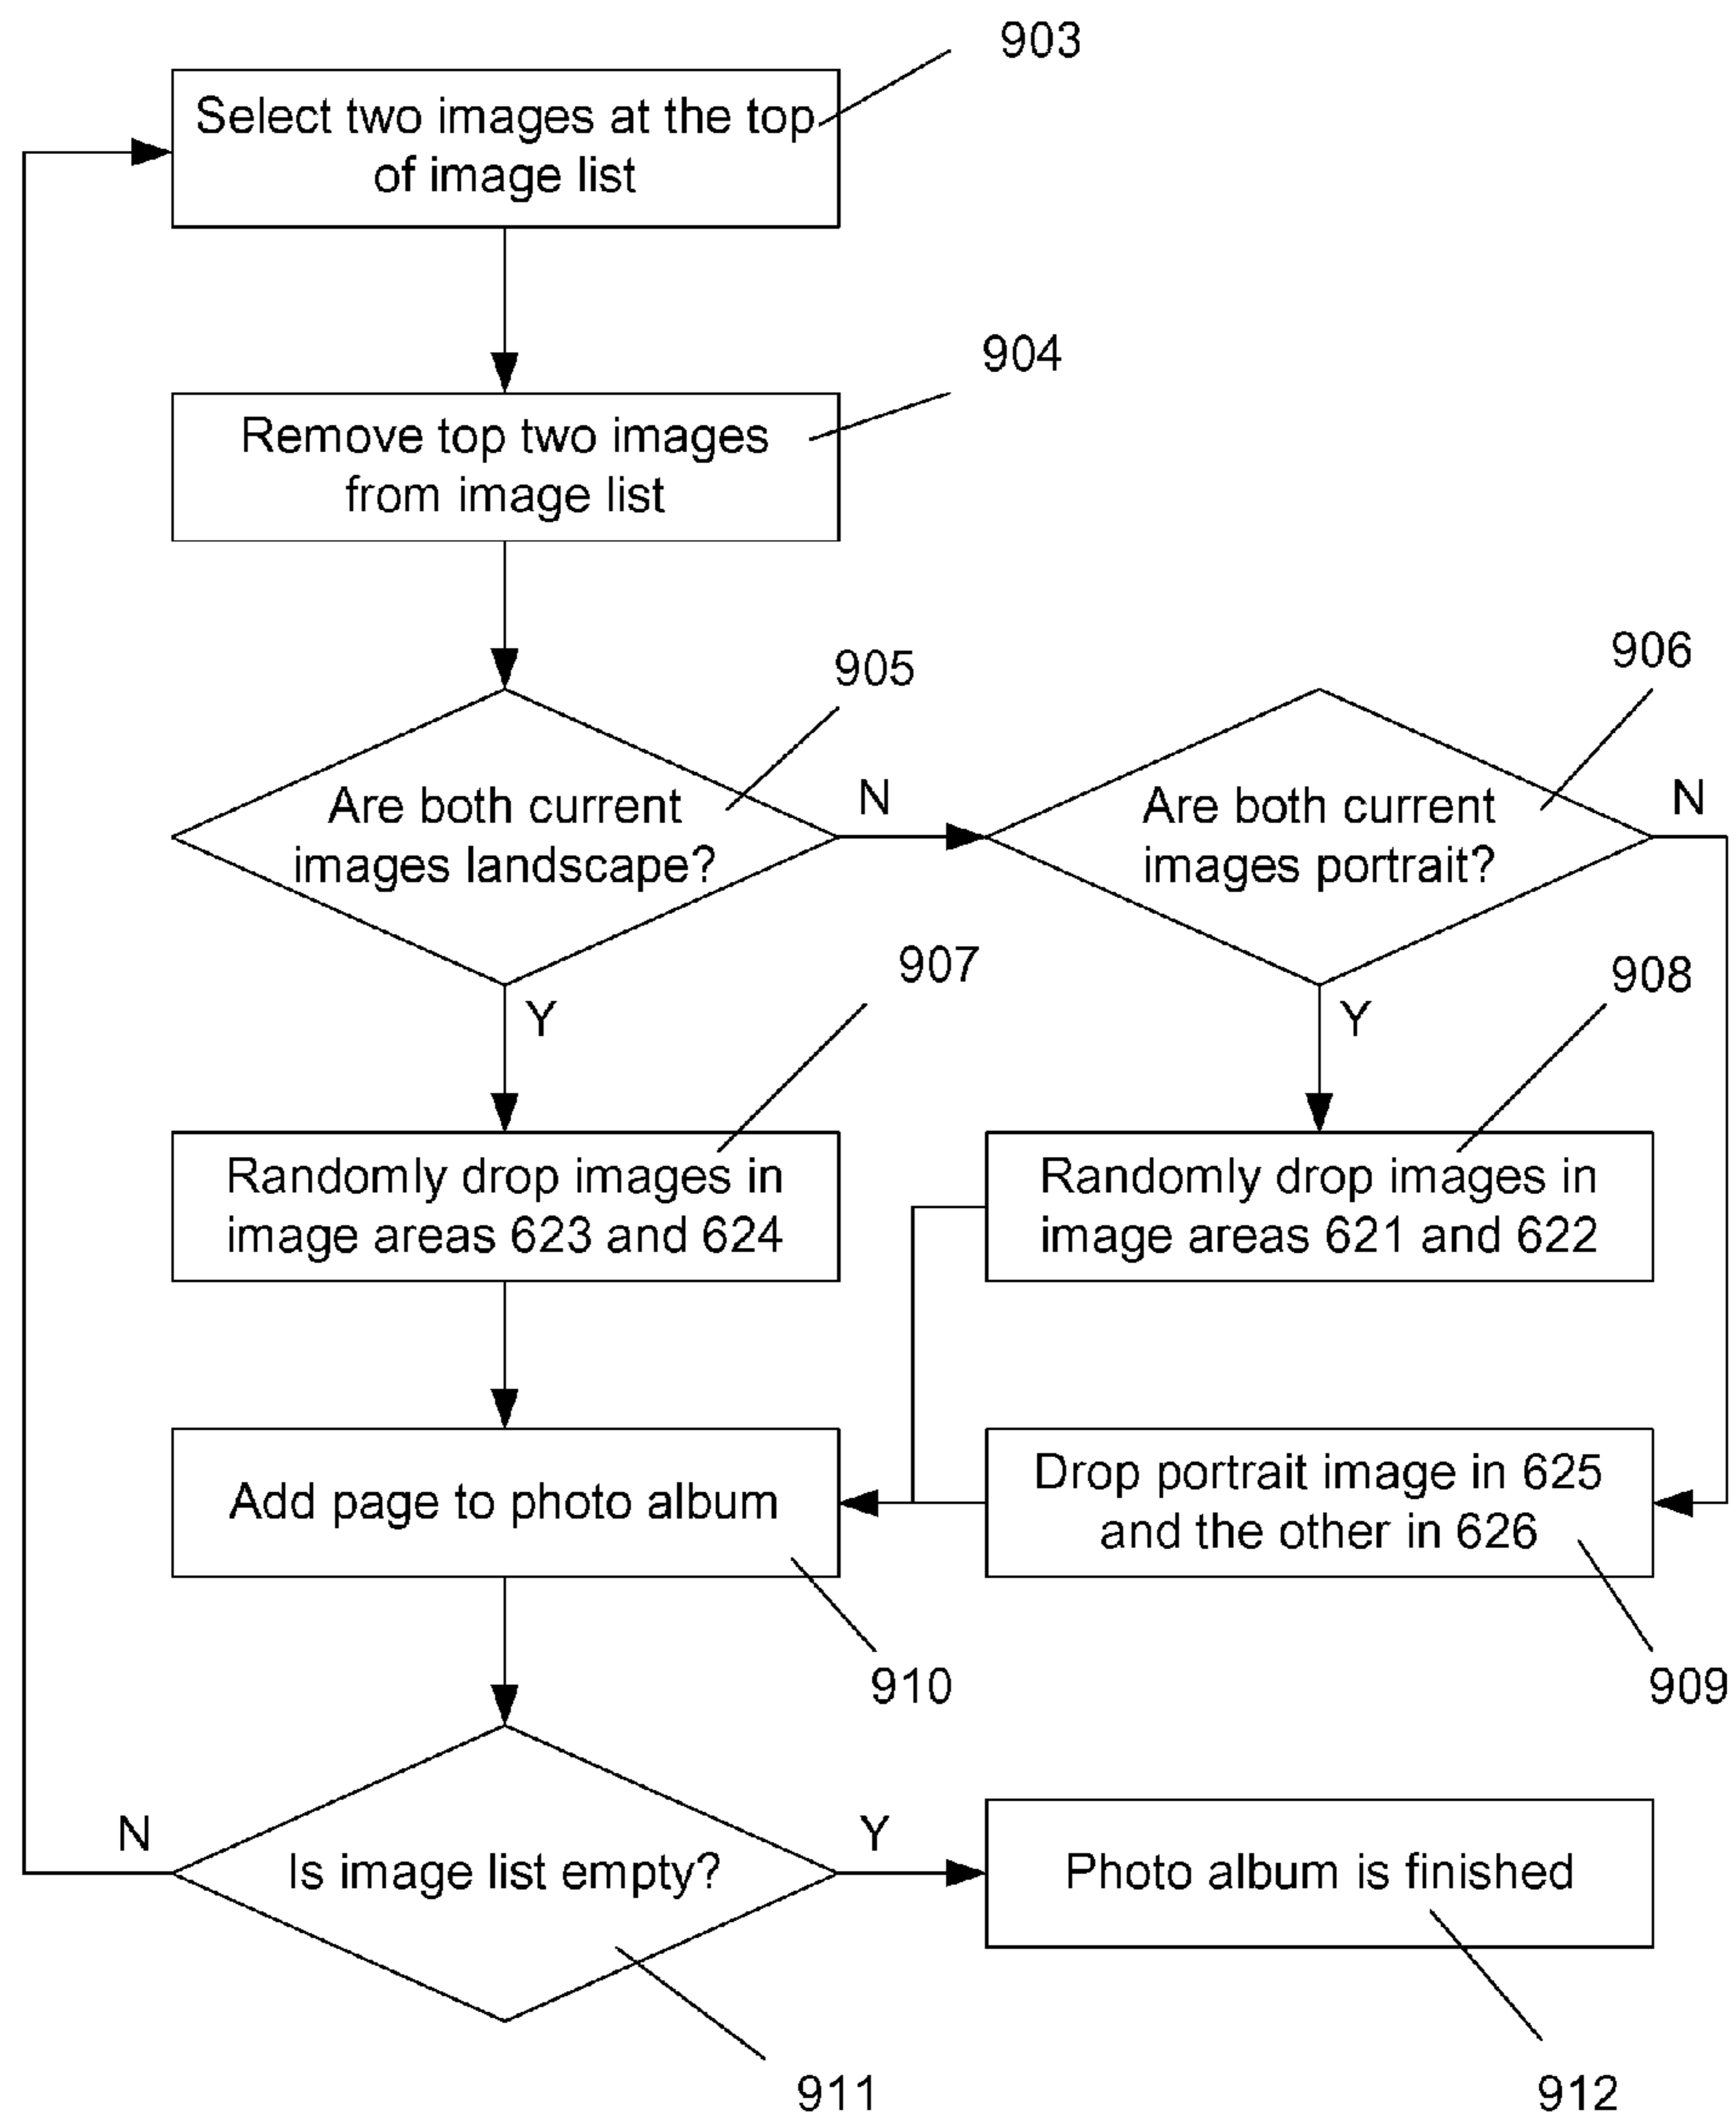 903
Select two images at the top
of image list
904
Remove top two images
from image list
905
906
Are both current
images landscape?
N
Are both current
images portrait?
N
907
908
Y
Y
Randomly drop images in
image areas 623 and 624
Randomly drop images in
image areas 621 and 622
Add page to photo album
Drop portrait image in 625
and the other in 626
910
909
N
Is image list empty?
Y
Photo album is finished
911
912